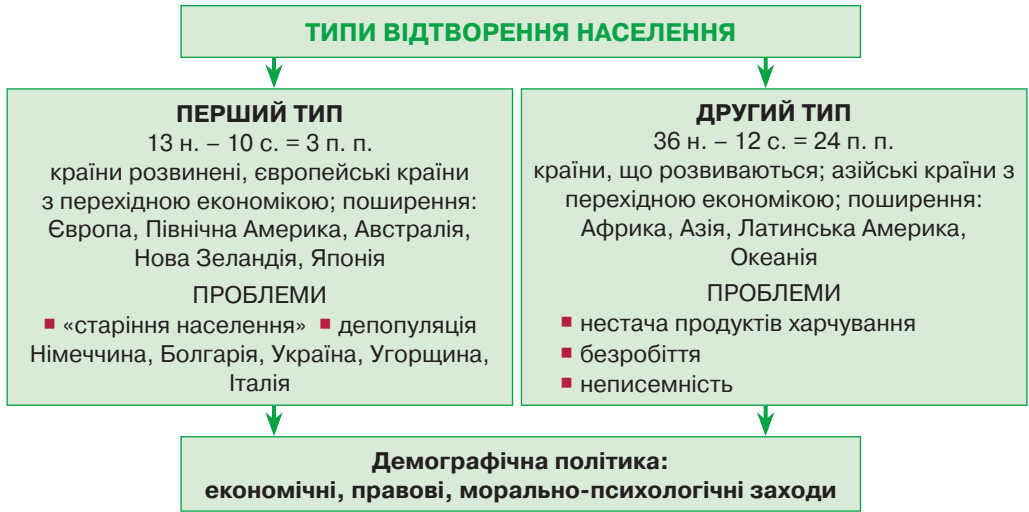 ТИПИ ВІДТВОРЕННЯ НАСЕЛЕННЯ
ПЕРШИЙ ТИП
13 н. – 10 с. = 3 п. п.
країни розвинені, європейські країни
з перехідною економікою; поширення:
Європа, Північна Америка, Австралія,
Нова Зеландія, Японія
ПРОБЛЕМИ
▪ «старіння населення» ▪ депопуляція
Німеччина, Болгарія, Україна, Угорщина,
Італія
ДРУГИЙ ТИП
36 н. – 12 с. = 24 п. п.
країни, що розвиваються; азійські країни з
перехідною економікою; поширення:
Африка, Азія, Латинська Америка,
Океанія
ПРОБЛЕМИ
▪ нестача продуктів харчування
▪ безробіття
▪ неписемність
Демографічна політика:
економічні, правові, морально-психологічні заходи